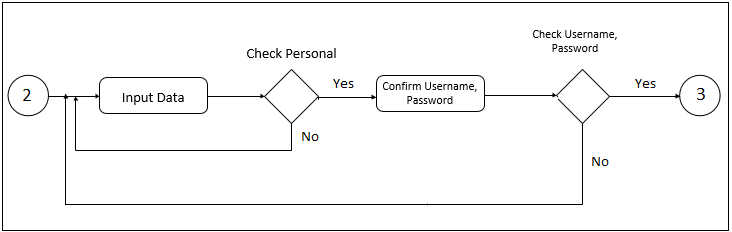 2
Input Data
Check Personal
Yes
No
Confirm Username,
Password
Check Username,
Password
Yes
No
3